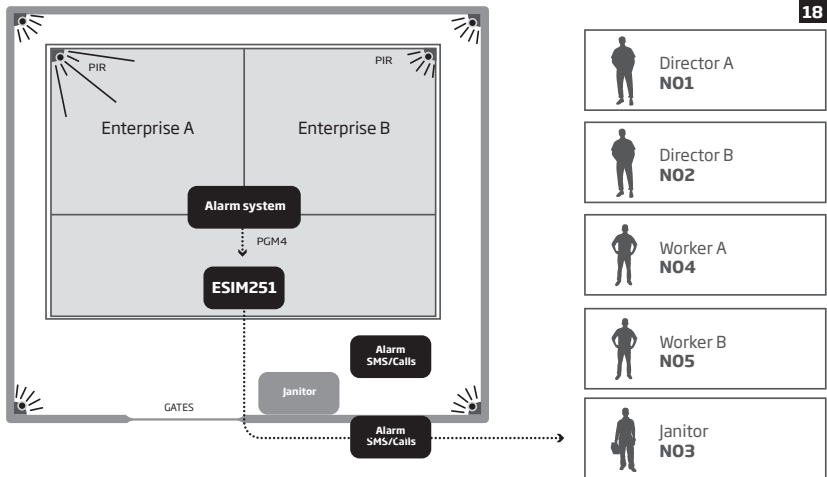 18
PIR
PIR
Enterprise A
Enterprise B
Alarm system
PGM4
ESIM251
Alarm
SMS/Calls
Janitor
GATES
Alarm
SMS/Calls
Director A
NO1
Director B
NO2
Worker A
NO4
Worker B
NO5
Janitor
NO3